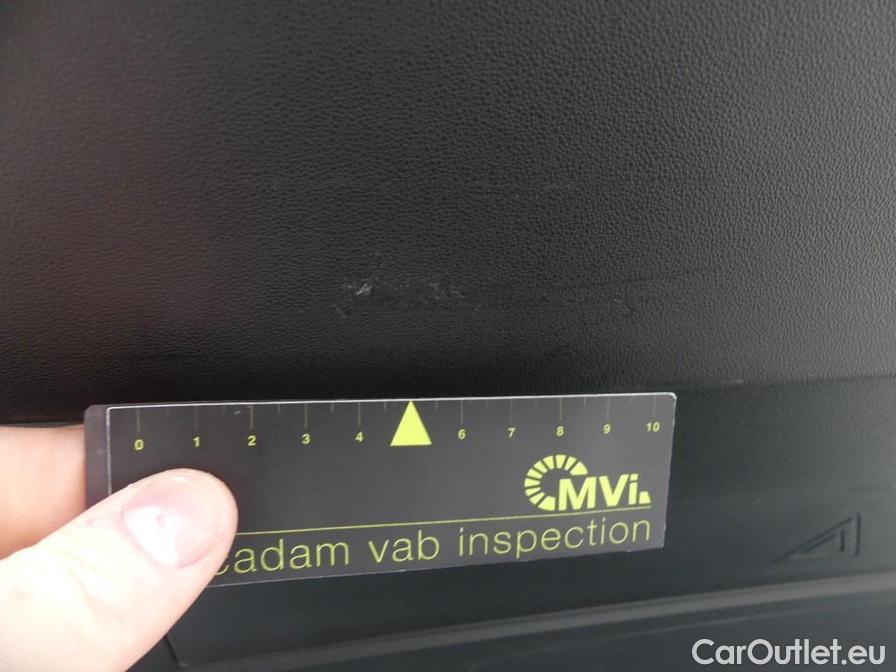 0 1 2 3 4 6 7 8 9 10
MVi.
cadam vab inspection
CarOutlet.eu